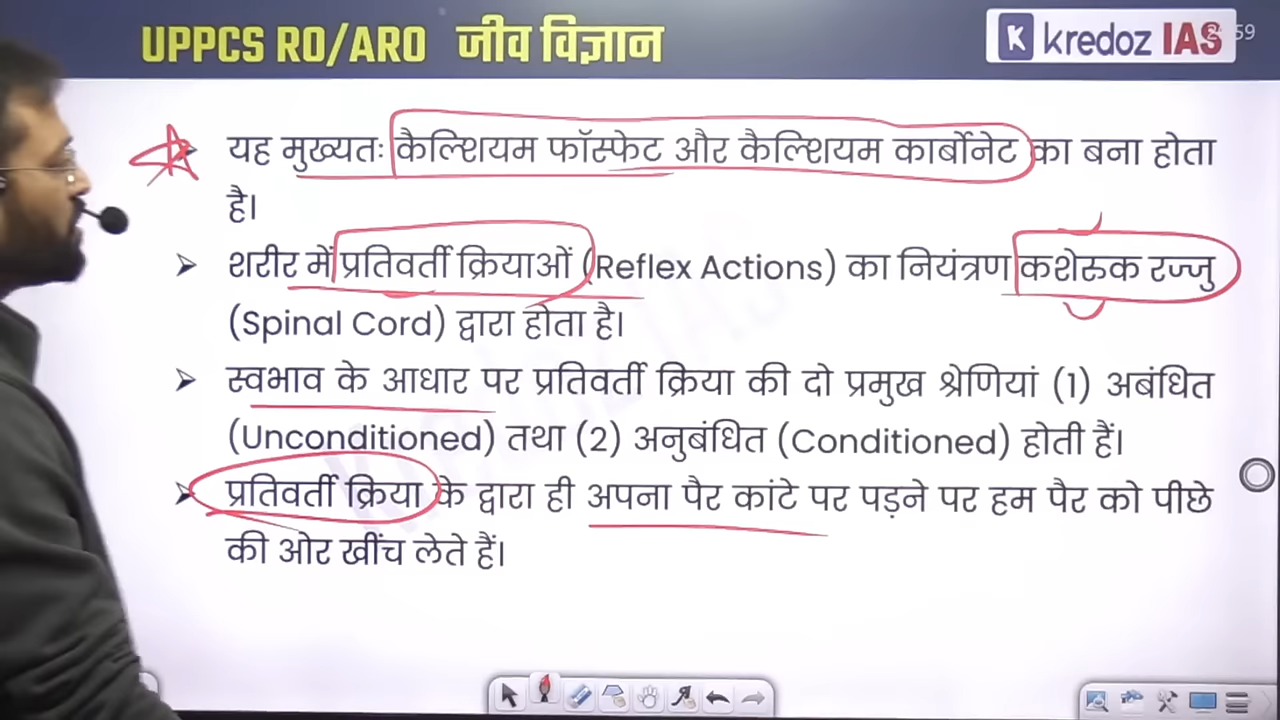 UPPCS RO/ARO जीव विज्ञान
K kredoz IAS
यह मुख्यतः कैल्शियम फॉस्फेट और कैल्शियम कार्बोनेट का बना होता
है।
शरीर में प्रतिवर्ती क्रियाओं (Reflex Actions) का नियंत्रण कशेरुक रज्जु
(Spinal Cord) द्वारा होता है।
स्वभाव के आधार पर प्रतिवर्ती क्रिया की दो प्रमुख श्रेणियां (1) अबंधित
(Unconditioned) तथा (2) अनुबंधित (Conditioned) होती हैं।
प्रतिवर्ती क्रिया के द्वारा ही अपना पैर कांटे पर पड़ने पर हम पैर को पीछे
की ओर खींच लेते हैं।